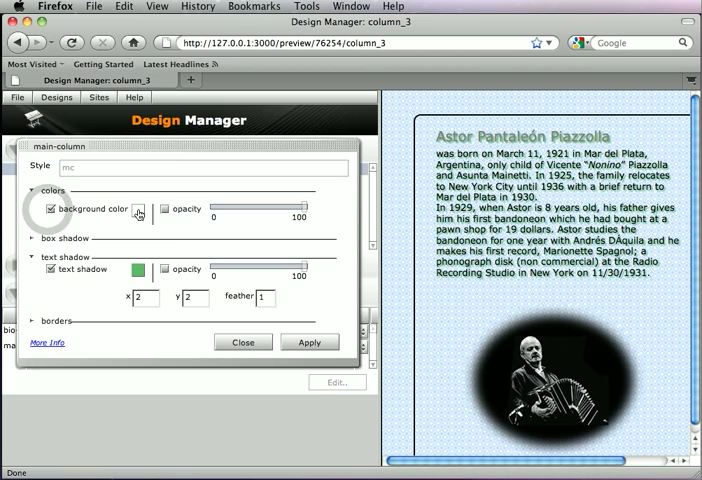 Firefox File Edit View History Bookmarks Tools Window Help
Design Manager: column_3
http://127.0.0.1:3000/preview/76254/column_3
Google
Most Visited Getting Started Latest Headlines
Design Manager: column_3
File Designs Sites Help
Design Manager
main-column
Style mc
colors
background color opacity
0 100
box shadow
text shadow
text shadow opacity
0 100
x 2 y 2 feather 1
borders
More Info Close Apply
bio
ma
Edit..
Astor Pantaleón Piazzolla
was born on March 11, 1921 in Mar del Plata,
Argentina, only child of Vicente "Nonino" Piazzolla
and Asunta Mainetti. In 1925, the family relocates
to New York City until 1936 with a brief return to
Mar del Plata in 1930.
In 1929, when Astor is 8 years old, his father gives
him his first bandoneon which he had bought at a
pawn shop for 19 dollars. Astor studies the
bandoneon for one year with Andrés DÁquila and he
makes his first record, Marionette Spagnol; a
phonograph disk (non commercial) at the Radio
Recording Studio in New York on 11/30/1931.
Done